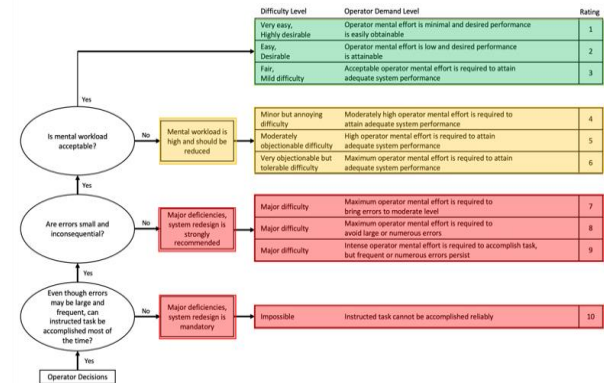 Difficulty Level
Operator Demand Level
Rating
Very easy,
Highly desirable
Operator mental effort is minimal and desired performance
is easily obtainable
1
Easy,
Desirable
Operator mental effort is low and desired performance
is attainable
2
Fair,
Mild difficulty
Acceptable operator mental effort is required to attain
adequate system performance
3
Yes
Is mental workload
acceptable?
No
Mental workload is
high and should be
reduced
Minor but annoying
difficulty
Moderately high operator mental effort is required to
attain adequate system performance
4
Moderately
objectionable difficulty
High operator mental effort is required to attain
adequate system performance
5
Very objectionable but
tolerable difficulty
Maximum operator mental effort is required to attain
adequate system performance
6
Yes
Are errors small and
inconsequential?
No
Major deficiencies,
system redesign is
strongly
recommended
Major difficulty
Maximum operator mental effort is required to
bring errors to moderate level
7
Major difficulty
Maximum operator mental effort is required to
avoid large or numerous errors
8
Major difficulty
Intense operator mental effort is required to accomplish task,
but frequent or numerous errors persist
9
Yes
Even though errors
may be large and
frequent, can
instructed task be
accomplished most of
the time?
No
Major deficiencies,
system redesign is
mandatory
Impossible
Instructed task cannot be accomplished reliably
10
Yes
Operator Decisions